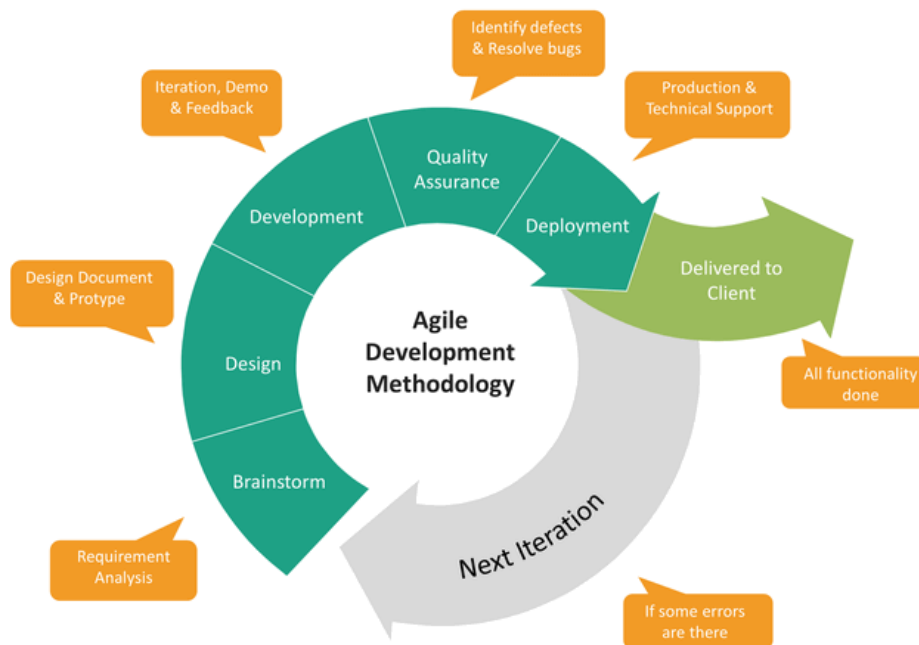 Identify defects
& Resolve bugs
Iteration, Demo
& Feedback
Production &
Technical Support
Quality
Assurance
Development
Deployment
Design Document
& Protype
Delivered to
Client
Agile
Development
Methodology
Design
All functionality
done
Brainstorm
Next Iteration
Requirement
Analysis
If some errors
are there